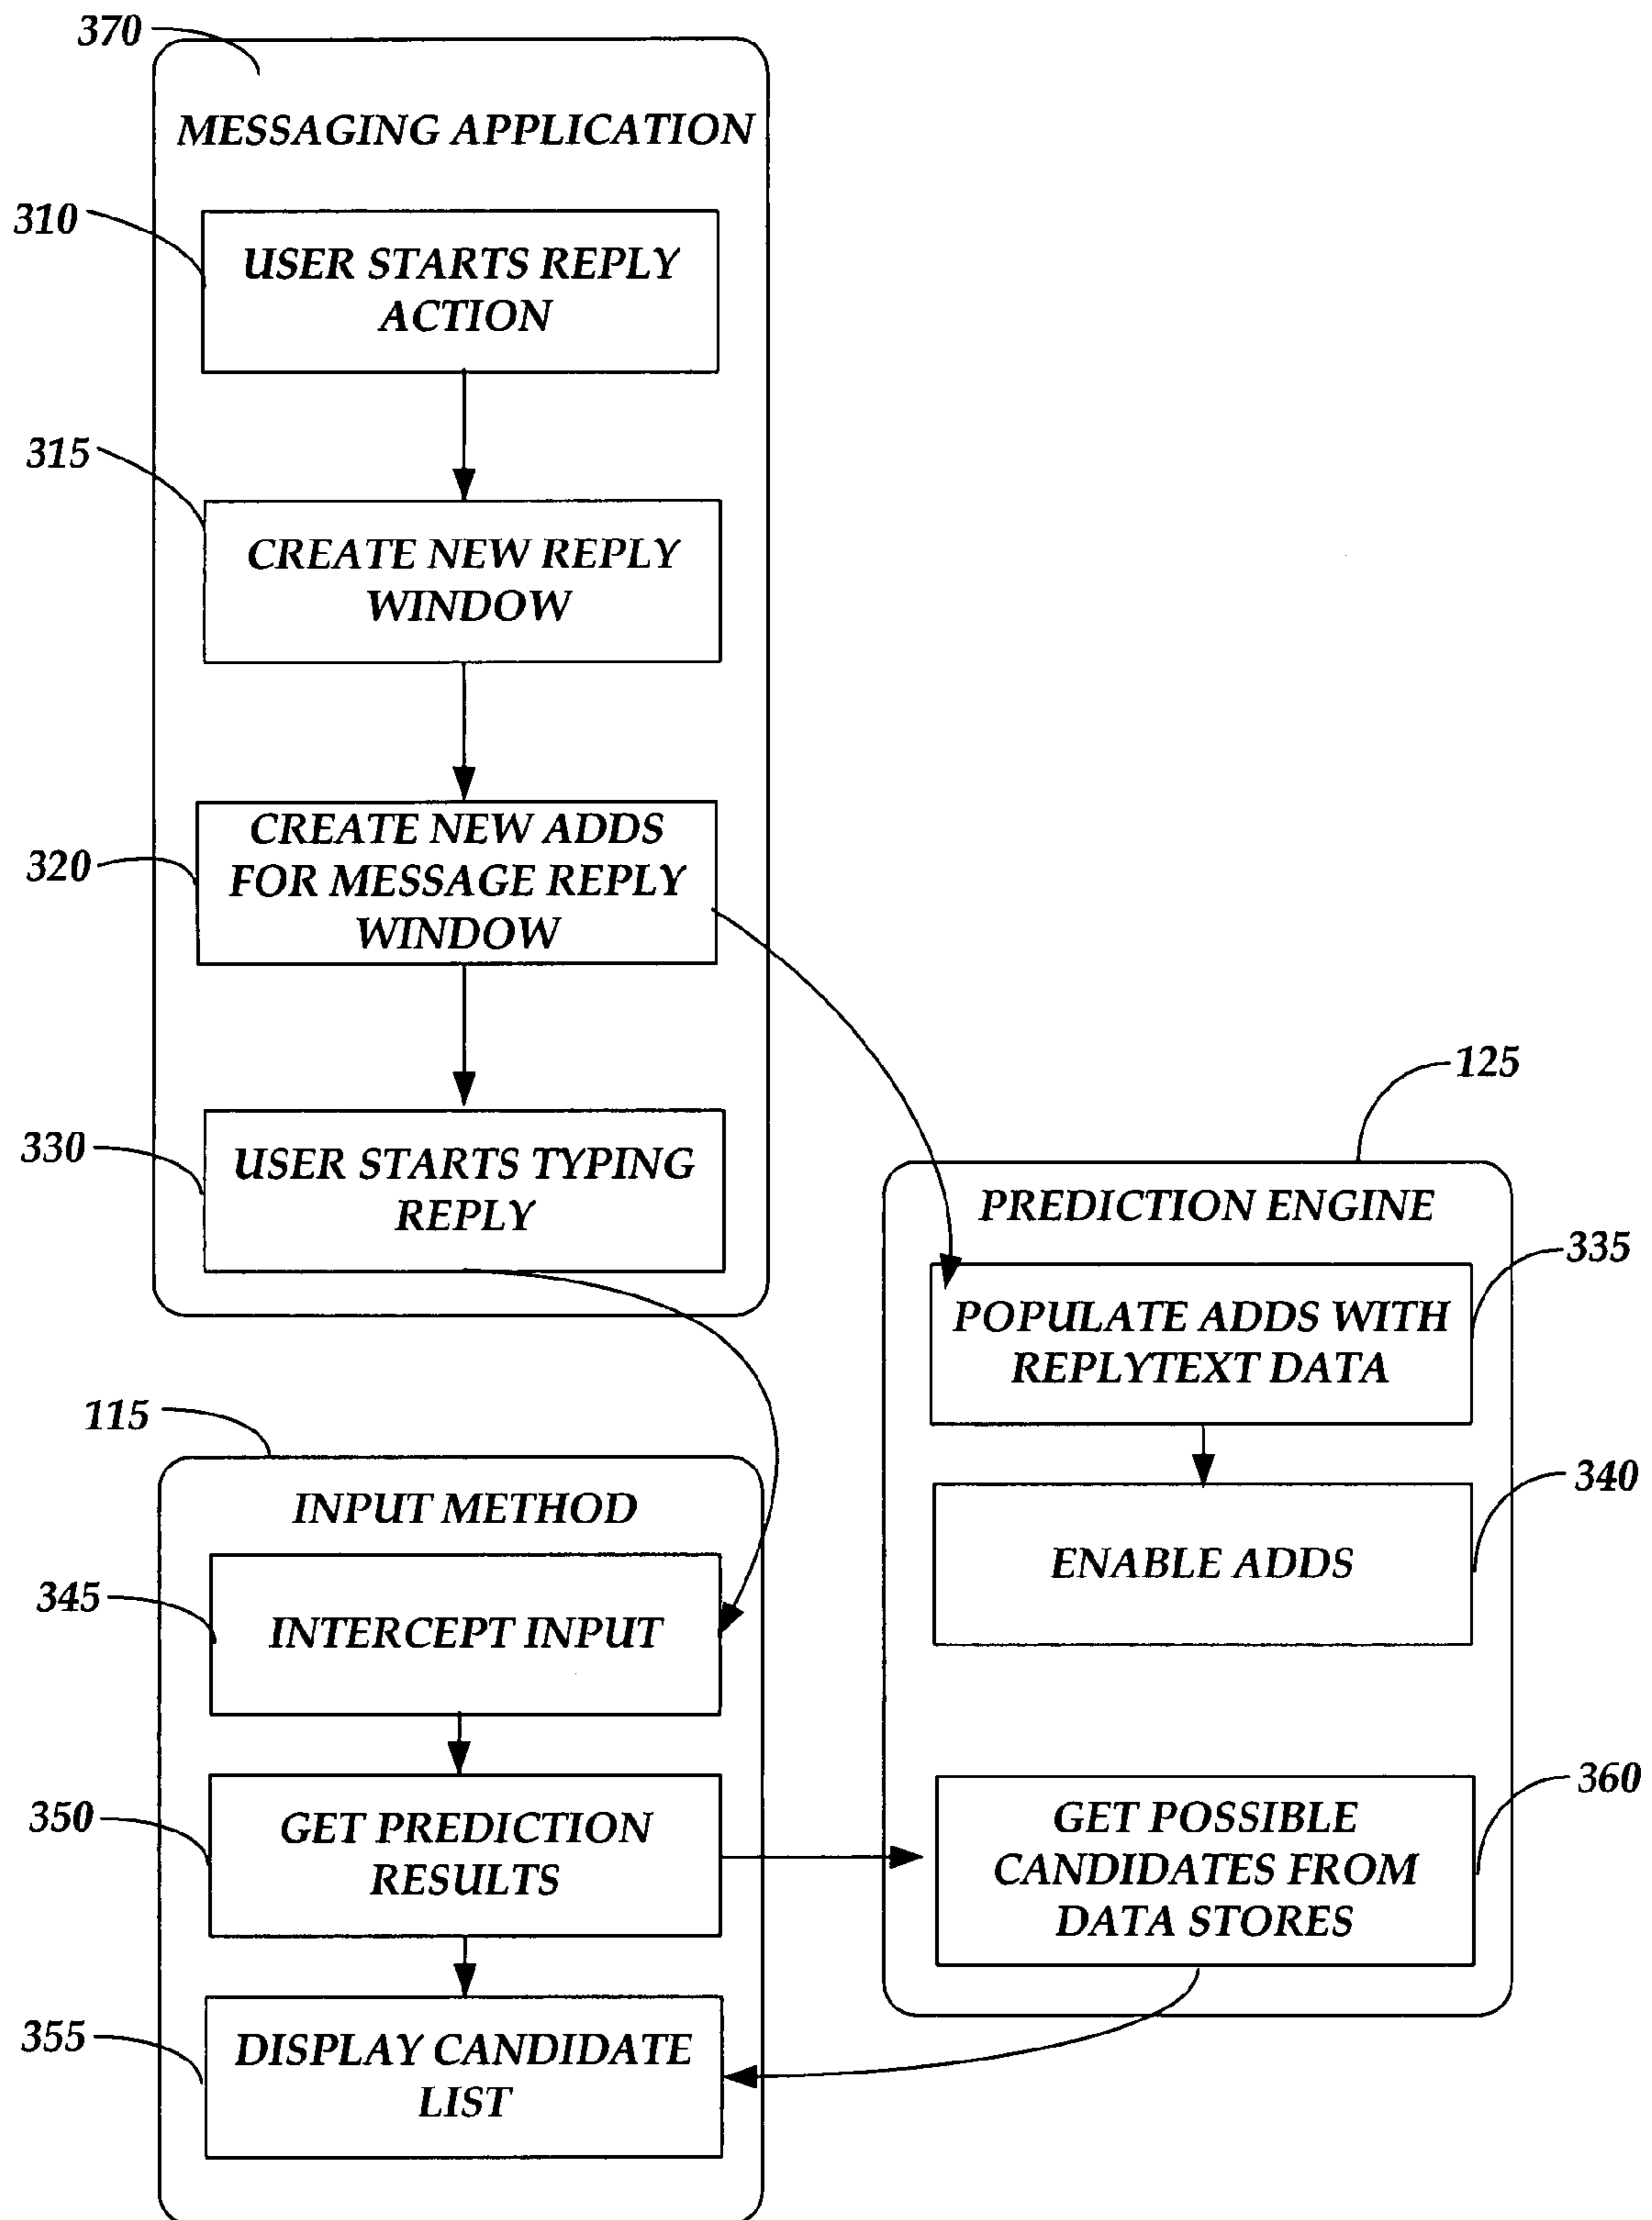 370
MESSAGING APPLICATION
310
USER STARTS REPLY
ACTION
315
CREATE NEW REPLY
WINDOW
320
CREATE NEW ADDS
FOR MESSAGE REPLY
WINDOW
330
USER STARTS TYPING
REPLY
125
PREDICTION ENGINE
335
POPULATE ADDS WITH
REPLYTEXT DATA
340
ENABLE ADDS
115
INPUT METHOD
345
INTERCEPT INPUT
350
GET PREDICTION
RESULTS
360
GET POSSIBLE
CANDIDATES FROM
DATA STORES
355
DISPLAY CANDIDATE
LIST